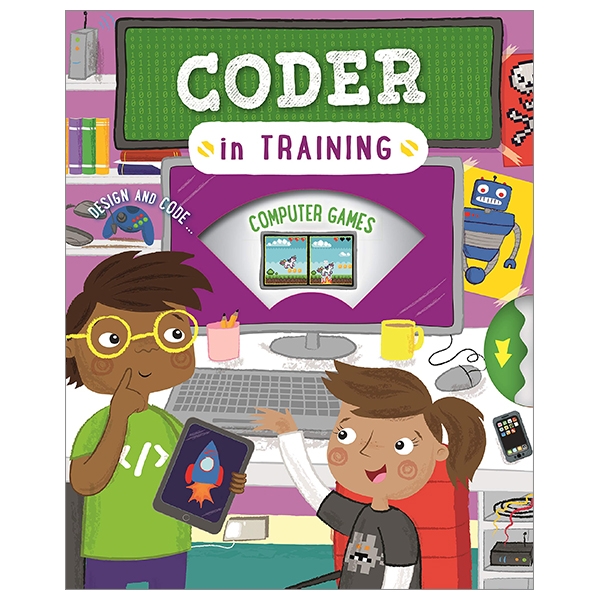 CODER
in TRAINING
DESIGN AND CODE...
COMPUTER GAMES
</>